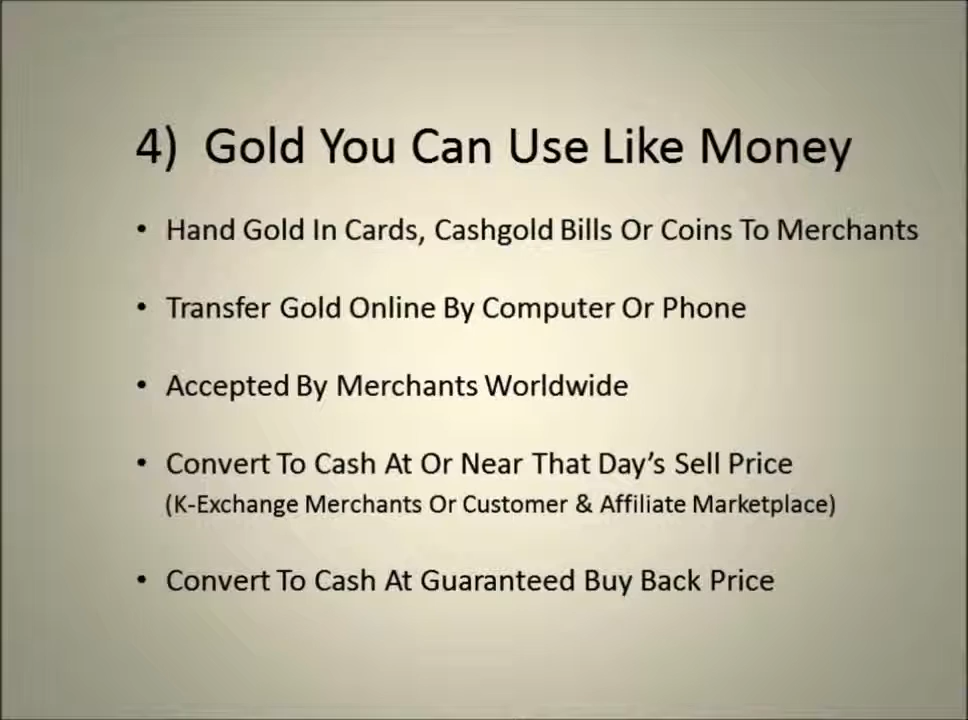 4) Gold You Can Use Like Money
• Hand Gold In Cards, Cashgold Bills Or Coins To Merchants
• Transfer Gold Online By Computer Or Phone
• Accepted By Merchants Worldwide
• Convert To Cash At Or Near That Day's Sell Price
(K-Exchange Merchants Or Customer & Affiliate Marketplace)
• Convert To Cash At Guaranteed Buy Back Price